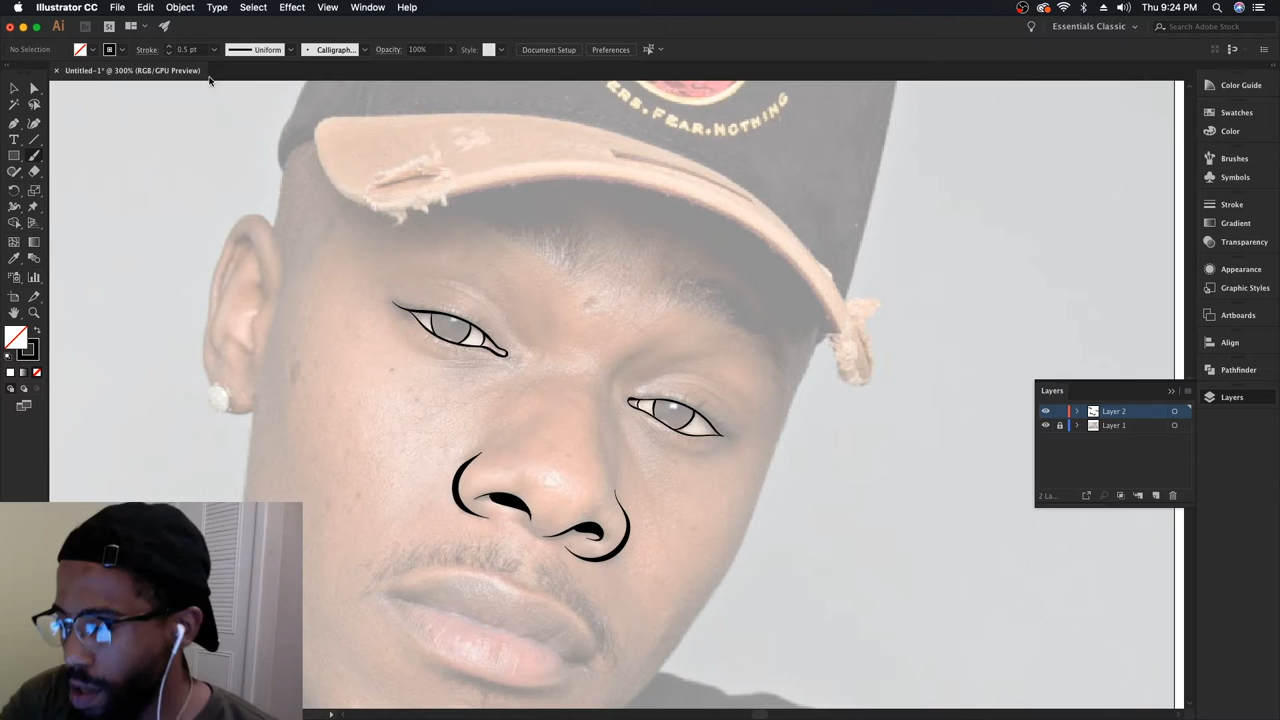 Illustrator CC File Edit Object Type Select Effect View Window Help Thu 9:24 PM
Ai Br St Essentials Classic Search Adobe Stock
No Selection Stroke: 0.5 pt Uniform Calligraph... Opacity: 100% Style: Document Setup Preferences
Untitled-1* @ 300% (RGB/GPU Preview)
ERS.FEAR.NOTHING
Color Guide
Swatches
Color
Brushes
Symbols
Stroke
Gradient
Transparency
Appearance
Graphic Styles
Artboards
Align
Pathfinder
Layers
Layers
Layer 2
Layer 1
2 La...